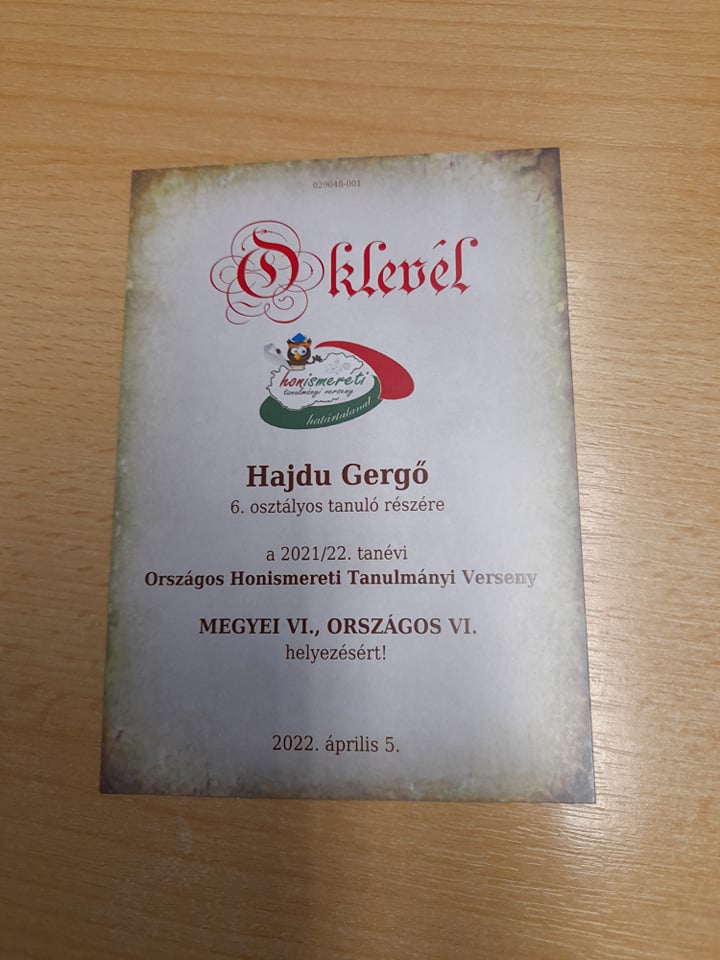 029048-001
Oklevél
honismereti
tanulmányi verseny
határtalanul
Hajdu Gergő
6. osztályos tanuló részére
a 2021/22. tanévi
Országos Honismereti Tanulmányi Verseny
MEGYEI VI., ORSZÁGOS VI.
helyezésért!
2022. április 5.